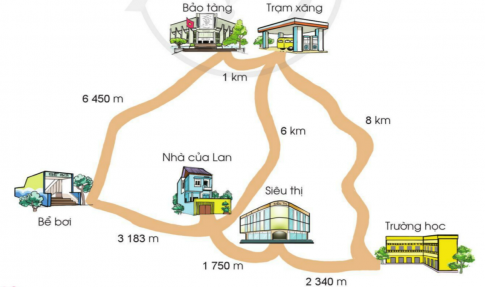 Bảo tàng
Trạm xăng
1 km
6 450 m
6 km
8 km
Nhà của Lan
Siêu thị
Bể bơi
3 183 m
Trường học
1 750 m
2 340 m